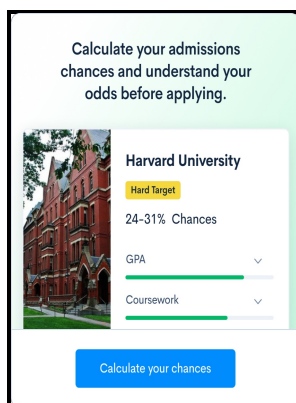 Calculate your admissions
chances and understand your
odds before applying.
Harvard University
Hard Target
24-31% Chances
GPA
Coursework
Calculate your chances